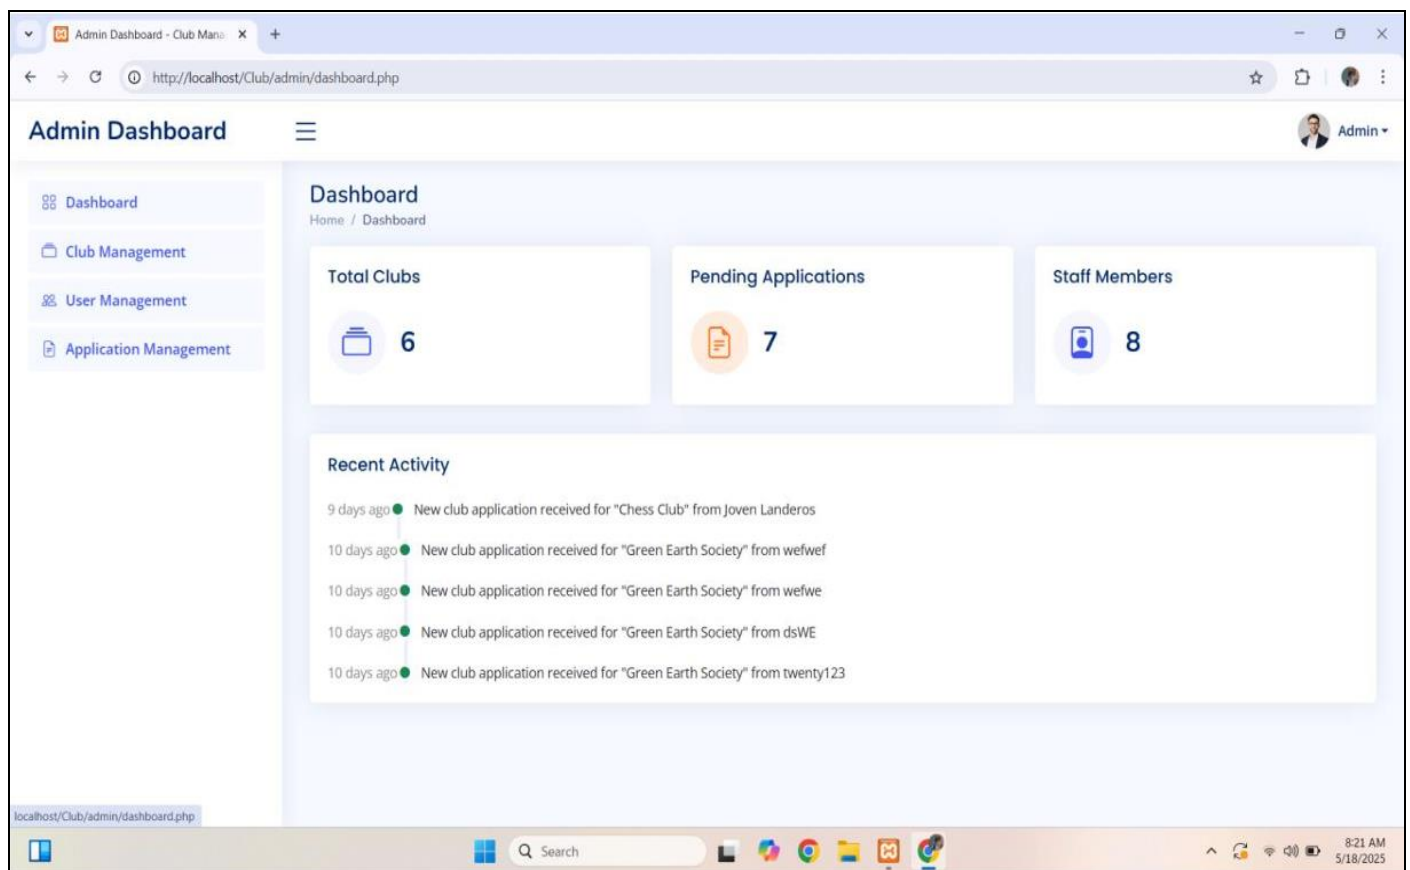 Admin Dashboard - Club Mana
http://localhost/Club/admin/dashboard.php
Admin Dashboard
Admin
Dashboard
Club Management
User Management
Application Management
Dashboard
Home / Dashboard
Total Clubs
6
Pending Applications
7
Staff Members
8
Recent Activity
9 days ago New club application received for "Chess Club" from Joven Landeros
10 days ago New club application received for "Green Earth Society" from wefwef
10 days ago New club application received for "Green Earth Society" from wefwe
10 days ago New club application received for "Green Earth Society" from dsWE
10 days ago New club application received for "Green Earth Society" from twenty123
localhost/Club/admin/dashboard.php
Search
8:21 AM
5/18/2025